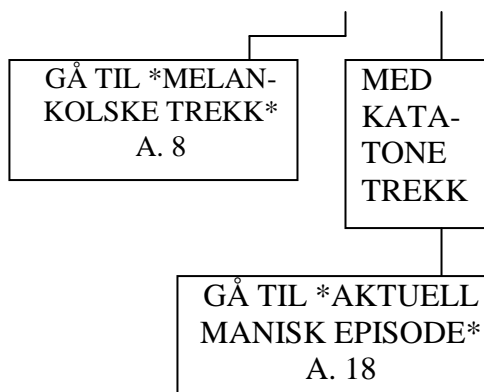 GÅ TIL *MELAN-
KOLSKE TREKK*
A. 8
MED
KATA-
TONE
TREKK
GÅ TIL *AKTUELL
MANISK EPISODE*
A. 18